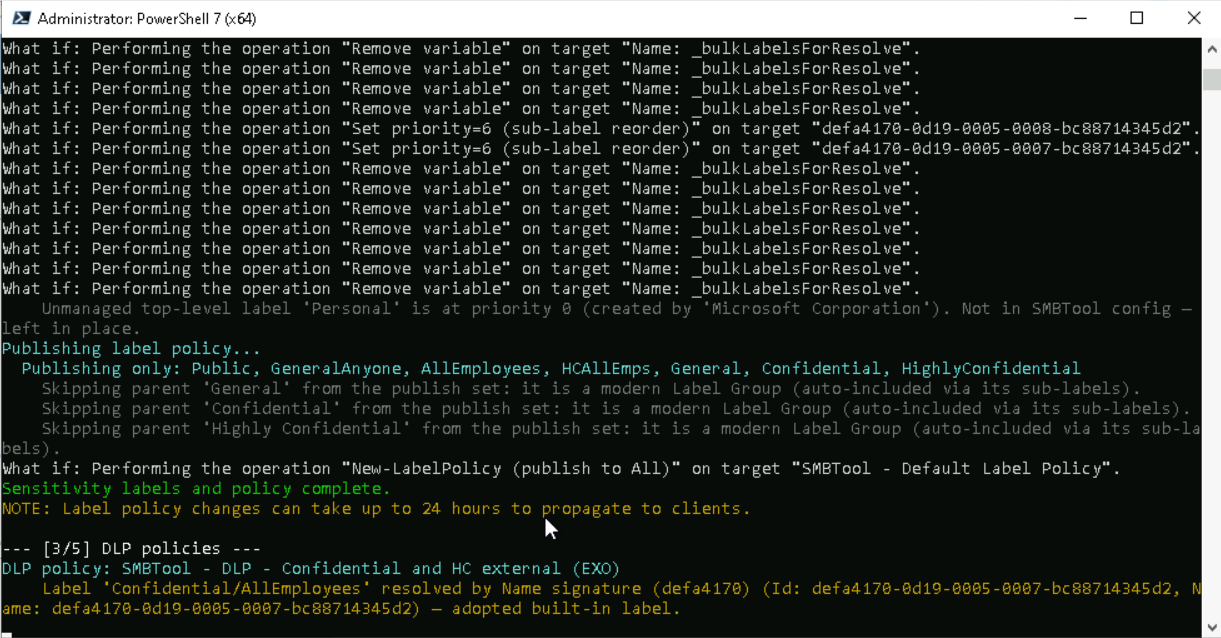 Administrator: PowerShell 7 (x64)
What if: Performing the operation "Remove variable" on target "Name: _bulkLabelsForResolve".
What if: Performing the operation "Remove variable" on target "Name: _bulkLabelsForResolve".
What if: Performing the operation "Remove variable" on target "Name: _bulkLabelsForResolve".
What if: Performing the operation "Remove variable" on target "Name: _bulkLabelsForResolve".
What if: Performing the operation "Set priority=6 (sub-label reorder)" on target "defa4170-0d19-0005-0008-bc88714345d2".
What if: Performing the operation "Set priority=6 (sub-label reorder)" on target "defa4170-0d19-0005-0007-bc88714345d2".
What if: Performing the operation "Remove variable" on target "Name: _bulkLabelsForResolve".
What if: Performing the operation "Remove variable" on target "Name: _bulkLabelsForResolve".
What if: Performing the operation "Remove variable" on target "Name: _bulkLabelsForResolve".
What if: Performing the operation "Remove variable" on target "Name: _bulkLabelsForResolve".
What if: Performing the operation "Remove variable" on target "Name: _bulkLabelsForResolve".
What if: Performing the operation "Remove variable" on target "Name: _bulkLabelsForResolve".
What if: Performing the operation "Remove variable" on target "Name: _bulkLabelsForResolve".
Unmanaged top-level label 'Personal' is at priority 0 (created by 'Microsoft Corporation'). Not in SMBTool config —
left in place.
Publishing label policy...
Publishing only: Public, GeneralAnyone, AllEmployees, HCAllEmps, General, Confidential, HighlyConfidential
Skipping parent 'General' from the publish set: it is a modern Label Group (auto-included via its sub-labels).
Skipping parent 'Confidential' from the publish set: it is a modern Label Group (auto-included via its sub-labels).
Skipping parent 'Highly Confidential' from the publish set: it is a modern Label Group (auto-included via its sub-la
bels).
What if: Performing the operation "New-LabelPolicy (publish to All)" on target "SMBTool - Default Label Policy".
Sensitivity labels and policy complete.
NOTE: Label policy changes can take up to 24 hours to propagate to clients.
--- [3/5] DLP policies ---
DLP policy: SMBTool - DLP - Confidential and HC external (EXO)
Label 'Confidential/AllEmployees' resolved by Name signature (defa4170) (Id: defa4170-0d19-0005-0007-bc88714345d2, N
ame: defa4170-0d19-0005-0007-bc88714345d2) — adopted built-in label.